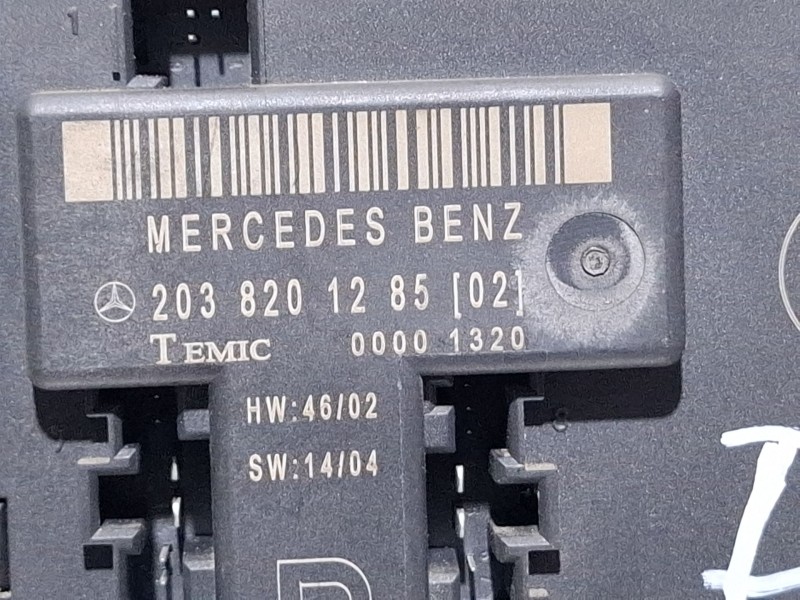 1
MERCEDES BENZ
203 820 12 85 [02]
TEMIC 0000 1320
HW:46/02
SW:14/04